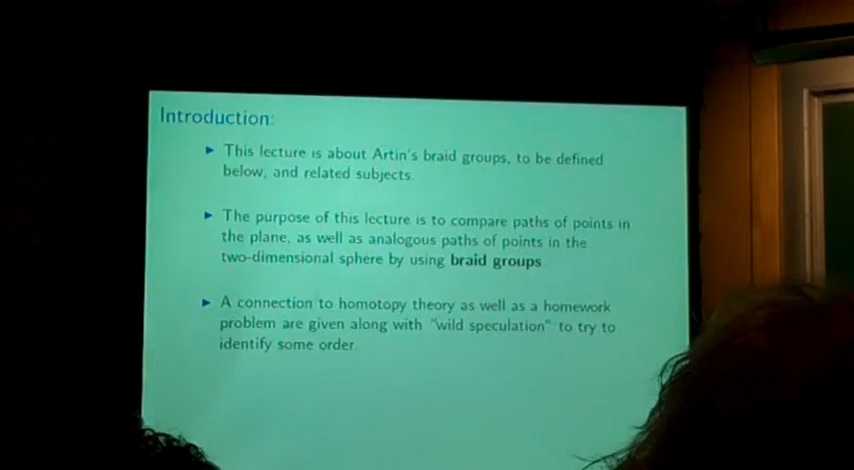 Introduction:
► This lecture is about Artin's braid groups, to be defined
below, and related subjects.
► The purpose of this lecture is to compare paths of points in
the plane, as well as analogous paths of points in the
two-dimensional sphere by using braid groups.
► A connection to homotopy theory as well as a homework
problem are given along with "wild speculation" to try to
identify some order.